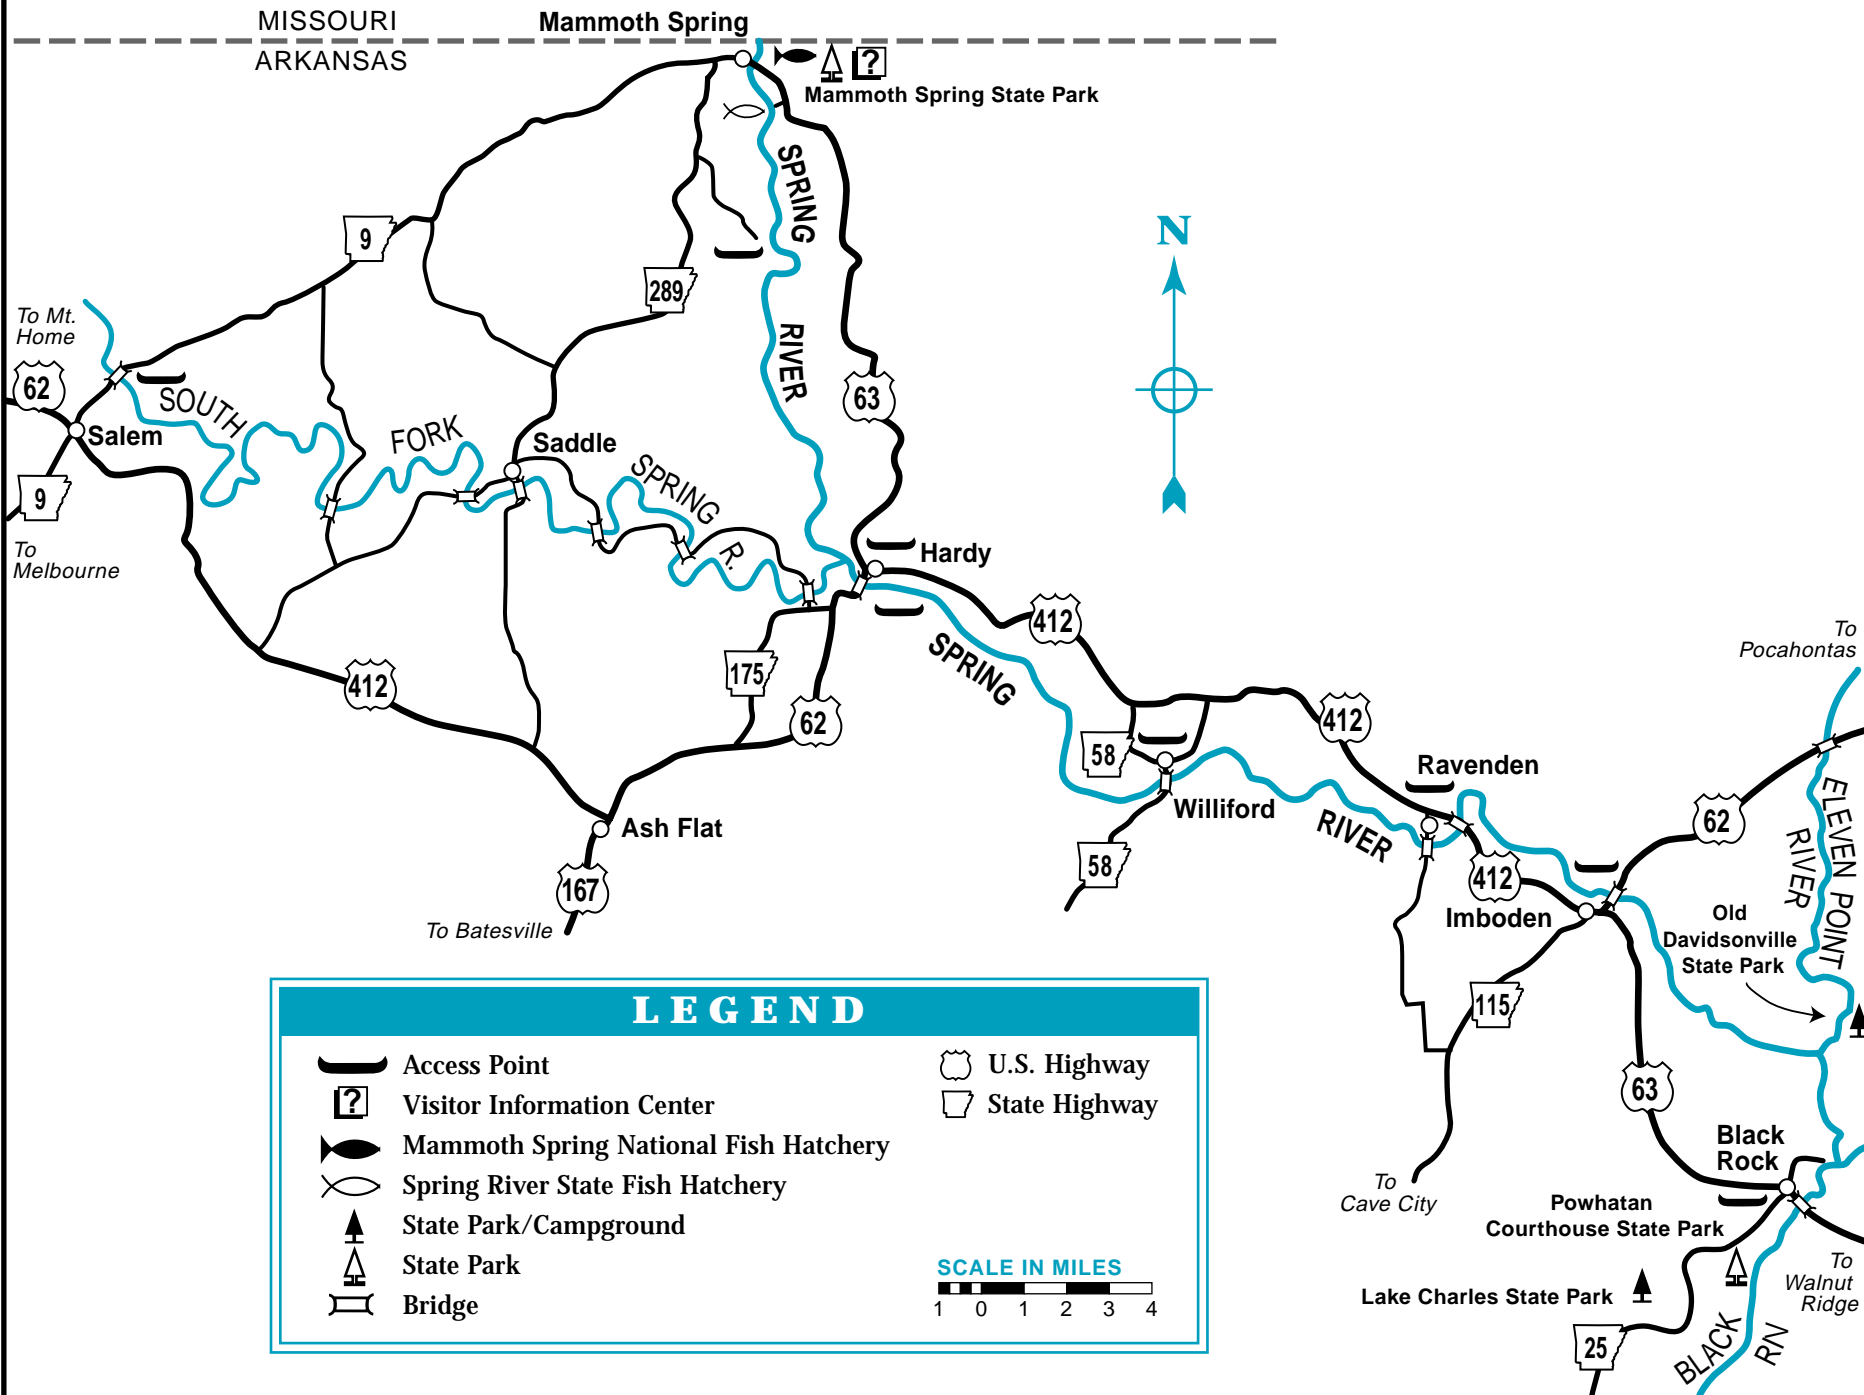 MISSOURI
ARKANSAS
Mammoth Spring
?
Mammoth Spring State Park
SPRING
RIVER
9
289
N
To Mt.
Home
62
63
SOUTH
FORK
SPRING
R.
Salem
Saddle
9
To
Melbourne
Hardy
412
SPRING
RIVER
To
Pocahontas
412
175
62
58
412
Ravenden
Williford
58
62
ELEVEN POINT
RIVER
Ash Flat
167
To Batesville
412
Imboden
Old
Davidsonville
State Park
115
63
Black
Rock
To
Cave City
Powhatan
Courthouse State Park
Lake Charles State Park
To
Walnut
Ridge
25
BLACK
RIV
LEGEND
Access Point
? Visitor Information Center
Mammoth Spring National Fish Hatchery
Spring River State Fish Hatchery
State Park/Campground
State Park
Bridge
U.S. Highway
State Highway
SCALE IN MILES
1 0 1 2 3 4